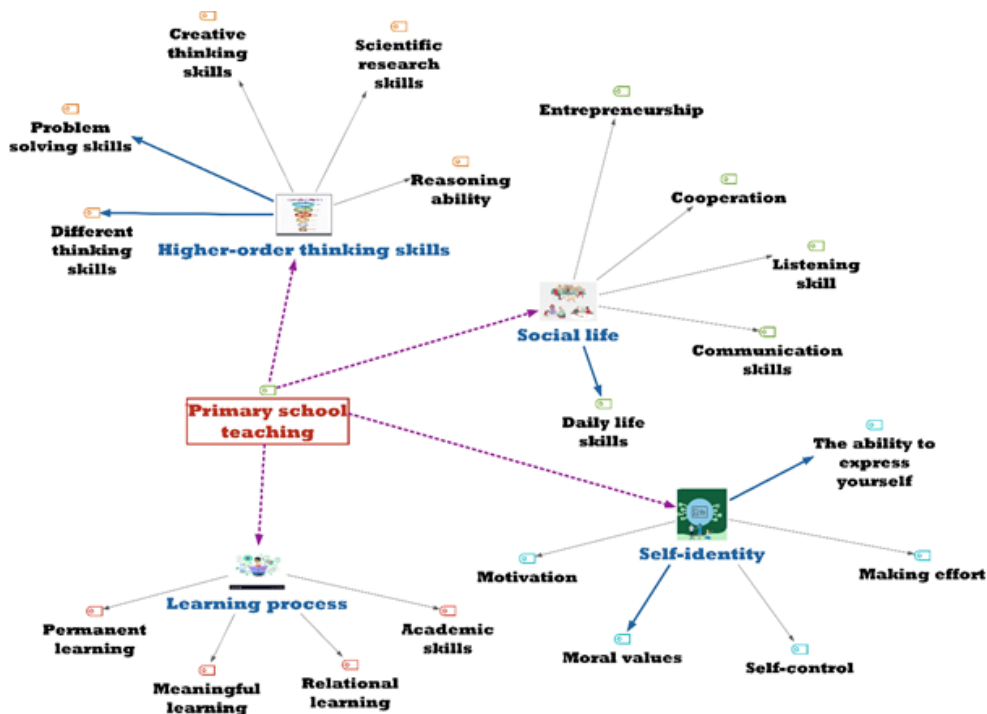 Creative
thinking
skills
Scientific
research
skills
Problem
solving skills
Reasoning
ability
Different
thinking
skills
Higher-order thinking skills
Entrepreneurship
Cooperation
Listening
skill
Social life
Communication
skills
Daily life
skills
Primary school
teaching
The ability to
express
yourself
Self-identity
Motivation
Making effort
Moral values
Self-control
Learning process
Permanent
learning
Academic
skills
Meaningful
learning
Relational
learning